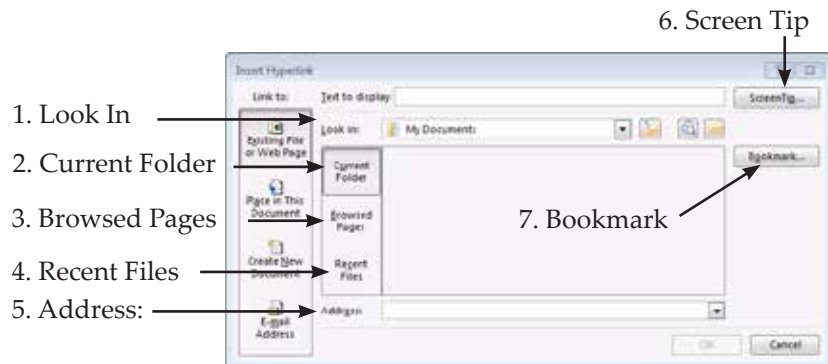 6. Screen Tip
Insert Hyperlink
Link to:
Text to display:
ScreenTip...
1. Look In
Look in:
My Documents
Existing File
or Web Page
Bookmark...
2. Current Folder
Current
Folder
Place in This
Document
3. Browsed Pages
Browsed
Pages
7. Bookmark
Create New
Document
4. Recent Files
Recent
Files
5. Address:
Address:
E-mail
Address
OK
Cancel